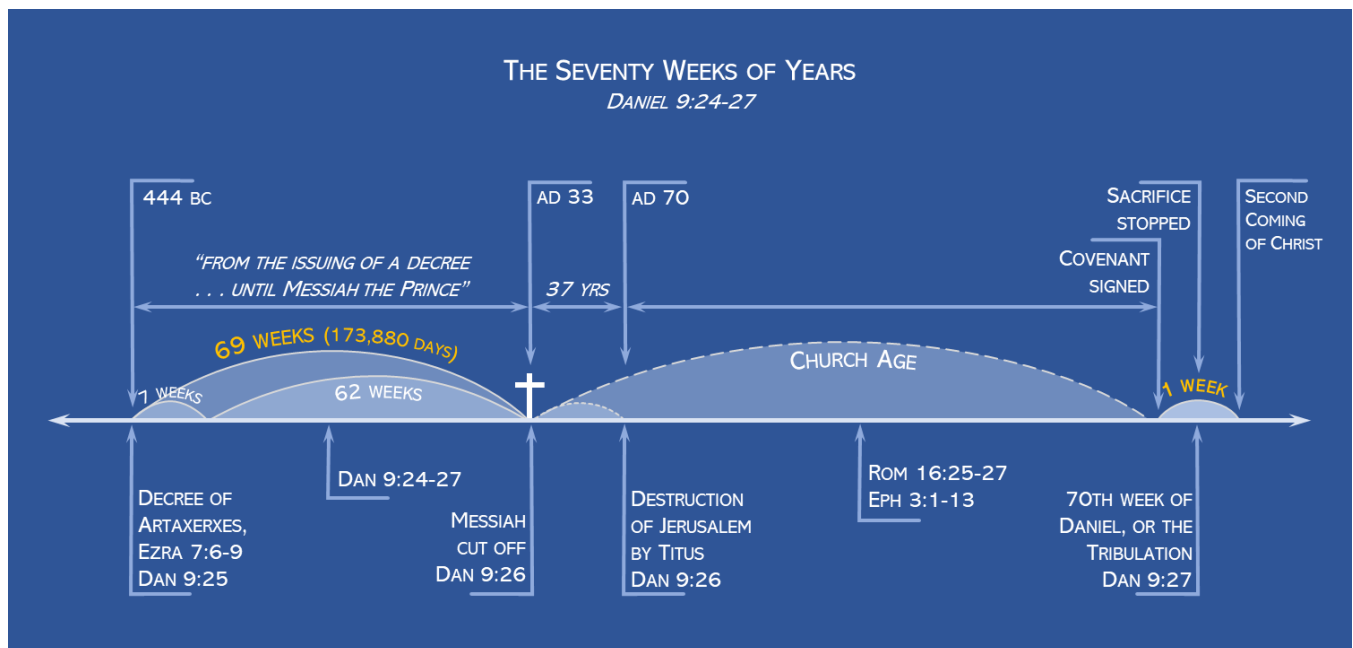 The Seventy Weeks of Years
Daniel 9:24-27
444 BC
AD 33
AD 70
Sacrifice
stopped
Second
Coming
of Christ
Covenant
signed
“from the issuing of a decree
. . . until Messiah the Prince”
37 yrs
69 weeks (173,880 days)
7 weeks
62 weeks
Church Age
1 week
Decree of
Artaxerxes,
Ezra 7:6-9
Dan 9:25
Dan 9:24-27
Messiah
cut off
Dan 9:26
Destruction
of Jerusalem
by Titus
Dan 9:26
Rom 16:25-27
Eph 3:1-13
70th week of
Daniel, or the
Tribulation
Dan 9:27